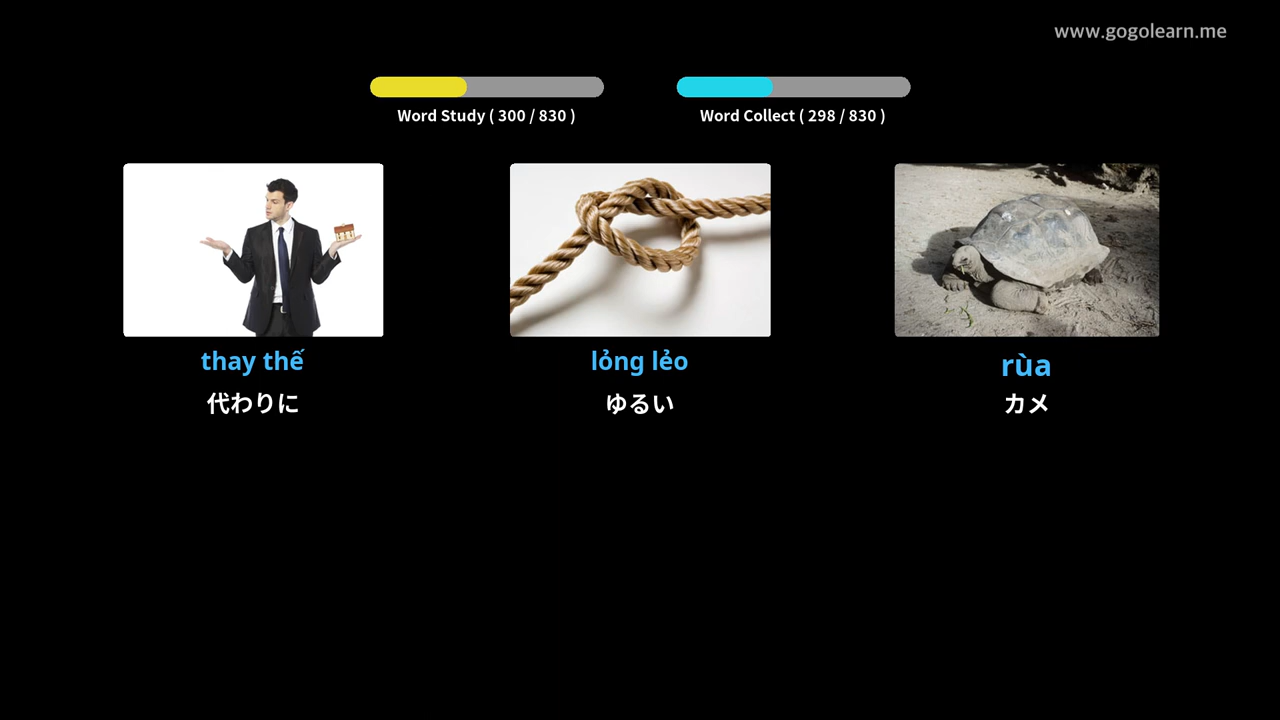 www.gogolearn.me
Word Study ( 300 / 830 )
Word Collect ( 298 / 830 )
thay thế
代わりに
lỏng lẻo
ゆるい
rùa
カメ